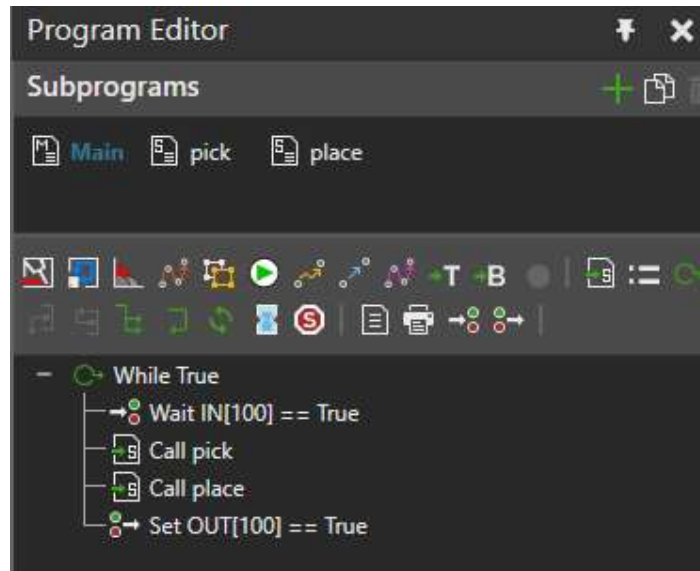 Program Editor
Subprograms
Main pick place
T B
While True
Wait IN[100] == True
Call pick
Call place
Set OUT[100] == True